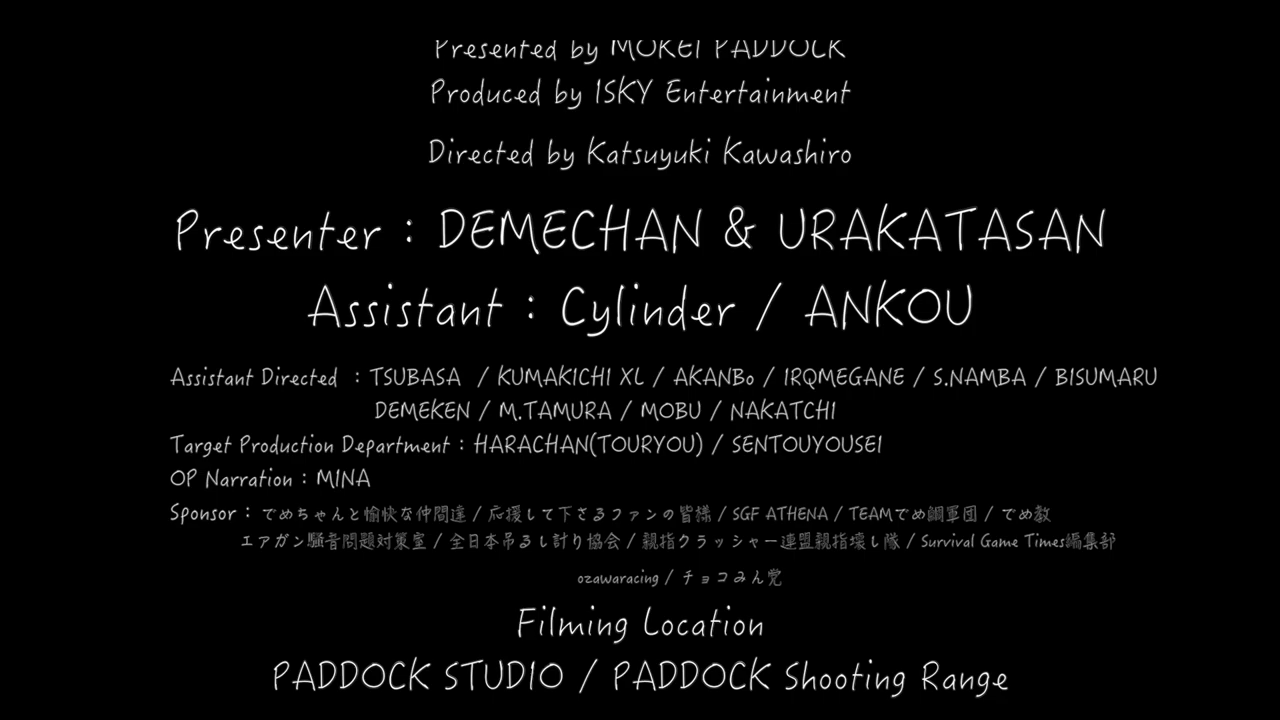 Presented by MOKEI PADDOCK
Produced by ISKY Entertainment
Directed by Katsuyuki Kawashiro
Presenter : DEMECHAN & URAKATASAN
Assistant : Cylinder / ANKOU
Assistant Directed : TSUBASA / KUMAKICHI XL / AKANBo / IRQMEGANE / S.NAMBA / BISUMARU
DEMEKEN / M.TAMURA / MOBU / NAKATCHI
Target Production Department : HARACHAN(TOURYOU) / SENTOUYOUSEI
OP Narration : MINA
Sponsor : でめちゃんと愉快な仲間達 / 応援して下さるファンの皆様 / SGF ATHENA / TEAMでめ鋼軍団 / でめ教
エアガン騒音問題対策室 / 全日本吊るし計り協会 / 親指クラッシャー連盟親指壊し隊 / Survival Game Times編集部
ozawaracing / チョコみん党
Filming Location
PADDOCK STUDIO / PADDOCK Shooting Range